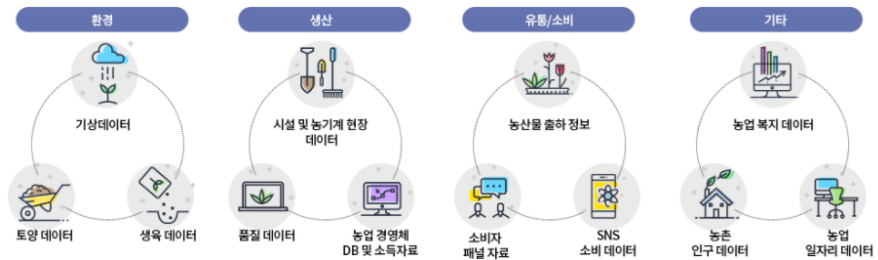 환경
기상데이터
토양 데이터
생육 데이터
생산
시설 및 농기계 현장
데이터
품질 데이터
농업 경영체
DB 및 소득자료
유통/소비
농산물 출하 정보
소비자
패널 자료
SNS
소비 데이터
기타
농업 복지 데이터
농촌
인구 데이터
농업
일자리 데이터